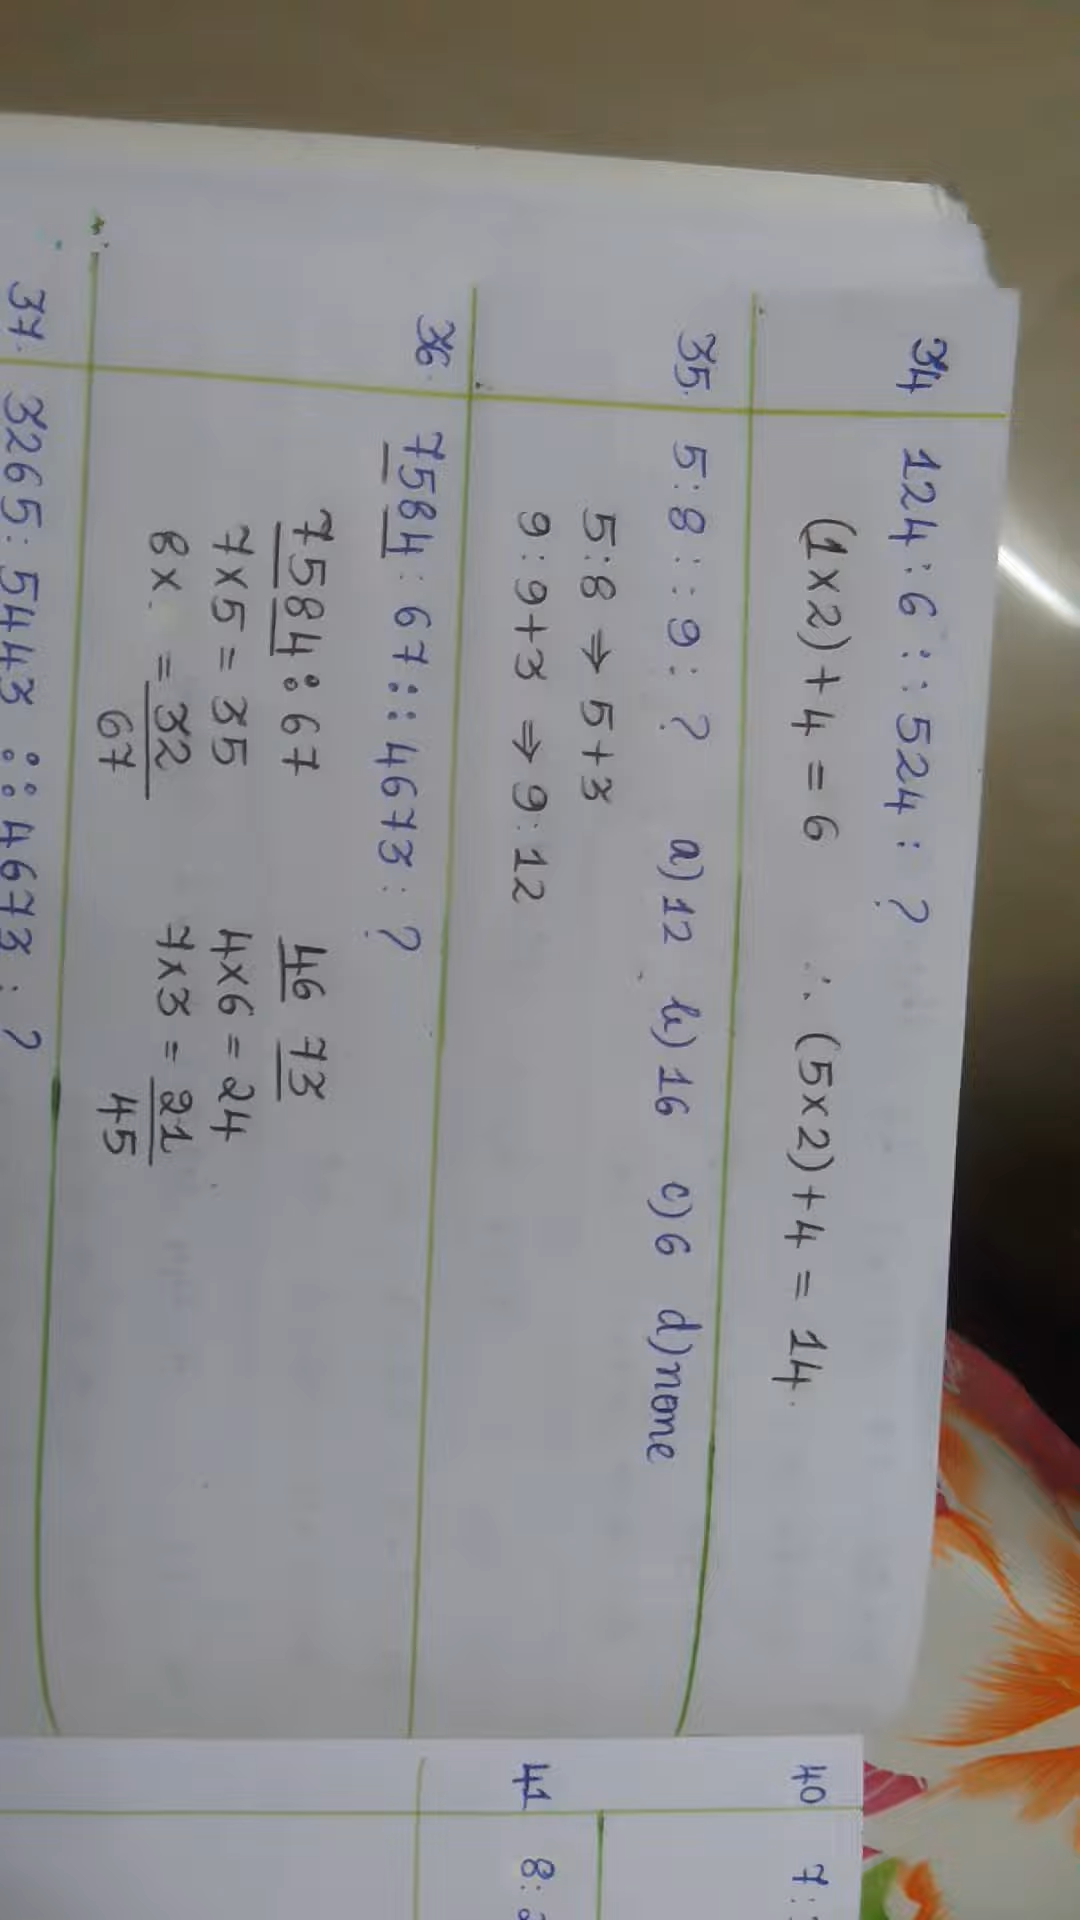 34 124 : 6 :: 524 : ?
(1×2)+4 = 6 ∴ (5×2)+4 = 14.
35. 5:8 :: 9: ? a) 12 b) 16 c) 6 d) none
5:8 ⇒ 5+3
9:9+3 ⇒ 9:12
36. 7584 : 67 :: 4673 : ?
7584 : 67 46 73
7×5 = 35 4×6 = 24
8×. = 32 7×3 = 21
67 45
37. 3265 : 5443 :: 4673 : ?
40 7 :
41 8 :